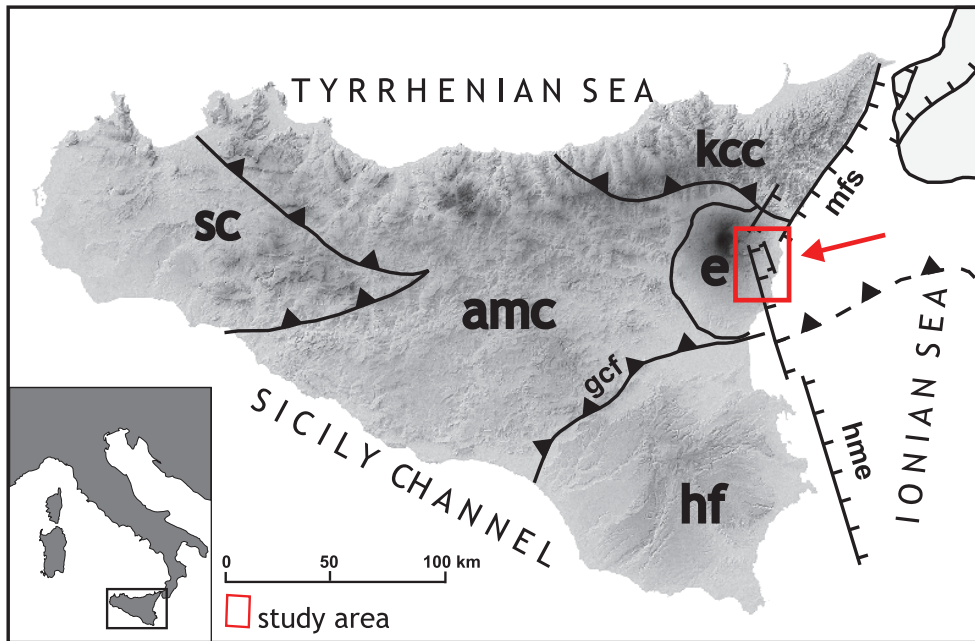 TYRRHENIAN SEA
kcc
mfs
sc
e
amc
gcf
IONIAN SEA
SICILY CHANNEL
hme
hf
0 50 100 km
study area